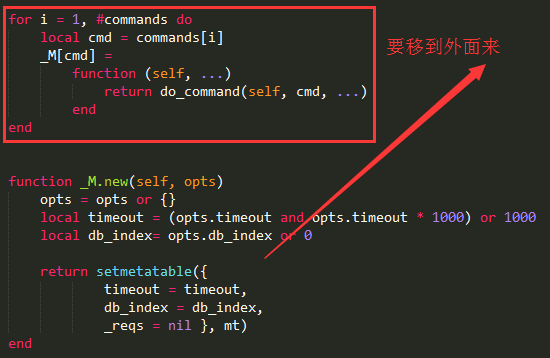 for i = 1, #commands do
    local cmd = commands[i]
    _M[cmd] =
        function (self, ...)
            return do_command(self, cmd, ...)
        end
end
要移到外面来
function _M.new(self, opts)
    opts = opts or {}
    local timeout = (opts.timeout and opts.timeout * 1000) or 1000
    local db_index= opts.db_index or 0
    return setmetatable({
            timeout = timeout,
            db_index = db_index,
            _reqs = nil }, mt)
end